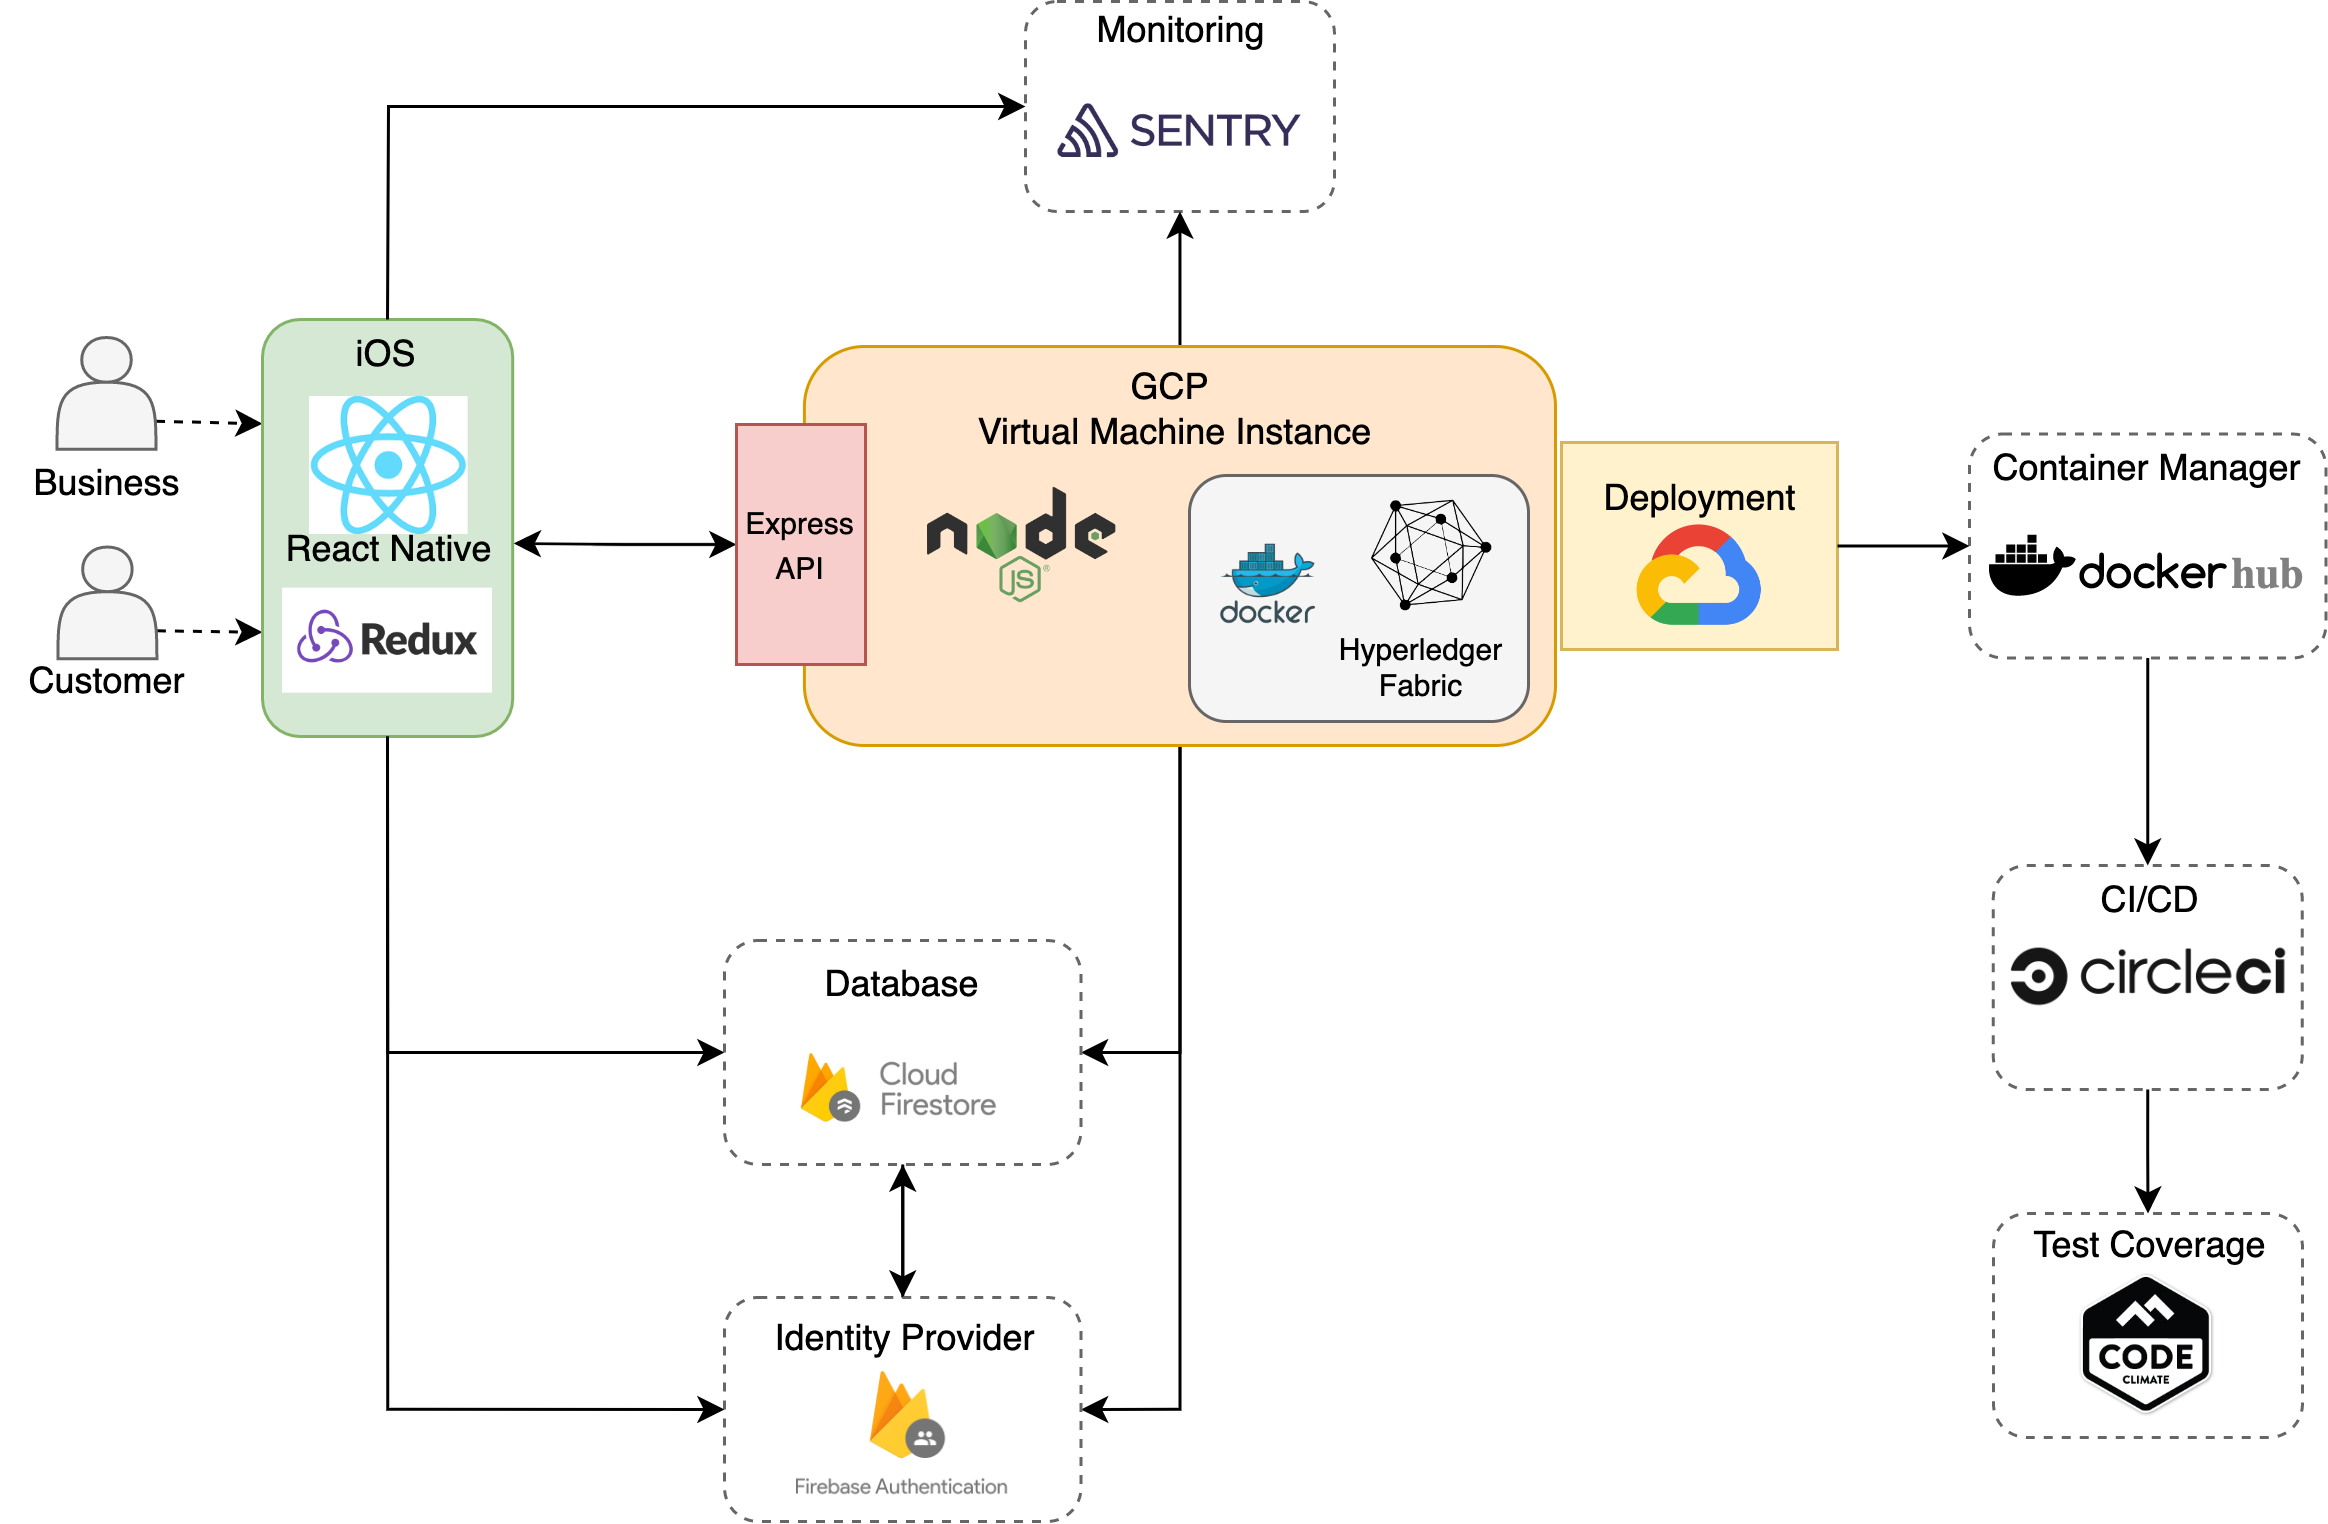 Monitoring
SENTRY
iOS
React Native
Redux
Business
Customer
Express
API
GCP
Virtual Machine Instance
node
JS
®
docker
Hyperledger
Fabric
Deployment
Container Manager
docker hub
CI/CD
circleci
Test Coverage
CODE
CLIMATE
Database
Cloud
Firestore
Identity Provider
Firebase Authentication